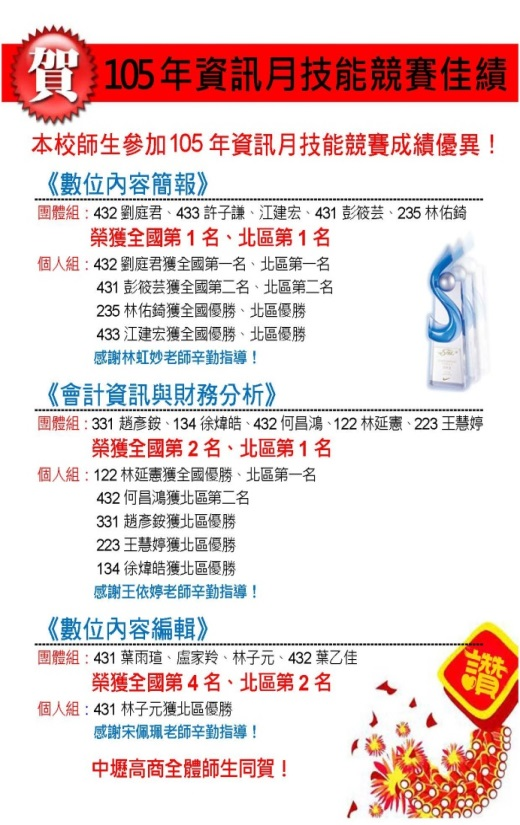 賀
105年資訊月技能競賽佳績
本校師生參加105年資訊月技能競賽成績優異！
《數位內容簡報》
團體組：432 劉庭君、433 許子謙、江建宏、431 彭筱芸、235 林佑錡
榮獲全國第1名、北區第1名
個人組：432 劉庭君獲全國第一名、北區第一名
431 彭筱芸獲全國第二名、北區第二名
235 林佑錡獲全國優勝、北區優勝
433 江建宏獲全國優勝、北區優勝
感謝林虹妙老師辛勤指導！
《會計資訊與財務分析》
團體組：331 趙彥銨、134 徐煒皓、432 何昌鴻、122 林延憲、223 王慧婷
榮獲全國第2名、北區第1名
個人組：122 林延憲獲全國優勝、北區第一名
432 何昌鴻獲北區第二名
331 趙彥銨獲北區優勝
223 王慧婷獲北區優勝
134 徐煒皓獲北區優勝
感謝王依婷老師辛勤指導！
《數位內容編輯》
團體組：431 葉雨瑄、盧家羚、林子元、432 葉乙佳
榮獲全國第4名、北區第2名
個人組：431 林子元獲北區優勝
感謝宋佩珮老師辛勤指導！
中壢高商全體師生同賀！
讚